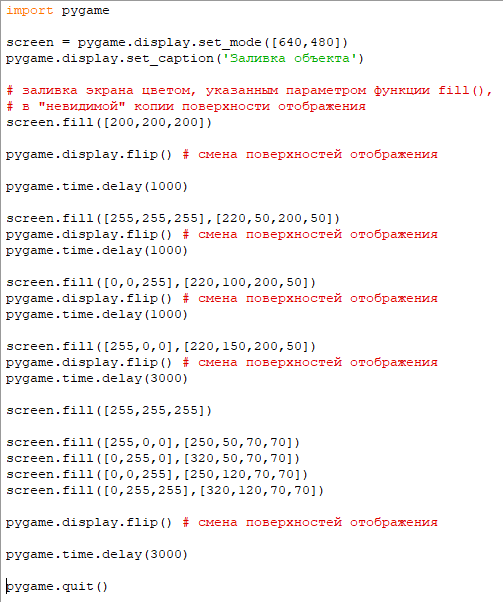 import pygame
screen = pygame.display.set_mode([640,480])
pygame.display.set_caption('Заливка объекта')
# заливка экрана цветом, указанным параметром функции fill(),
# в "невидимой" копии поверхности отображения
screen.fill([200,200,200])
pygame.display.flip() # смена поверхностей отображения
pygame.time.delay(1000)
screen.fill([255,255,255],[220,50,200,50])
pygame.display.flip() # смена поверхностей отображения
pygame.time.delay(1000)
screen.fill([0,0,255],[220,100,200,50])
pygame.display.flip() # смена поверхностей отображения
pygame.time.delay(1000)
screen.fill([255,0,0],[220,150,200,50])
pygame.display.flip() # смена поверхностей отображения
pygame.time.delay(3000)
screen.fill([255,255,255])
screen.fill([255,0,0],[250,50,70,70])
screen.fill([0,255,0],[320,50,70,70])
screen.fill([0,0,255],[250,120,70,70])
screen.fill([0,255,255],[320,120,70,70])
pygame.display.flip() # смена поверхностей отображения
pygame.time.delay(3000)
pygame.quit()